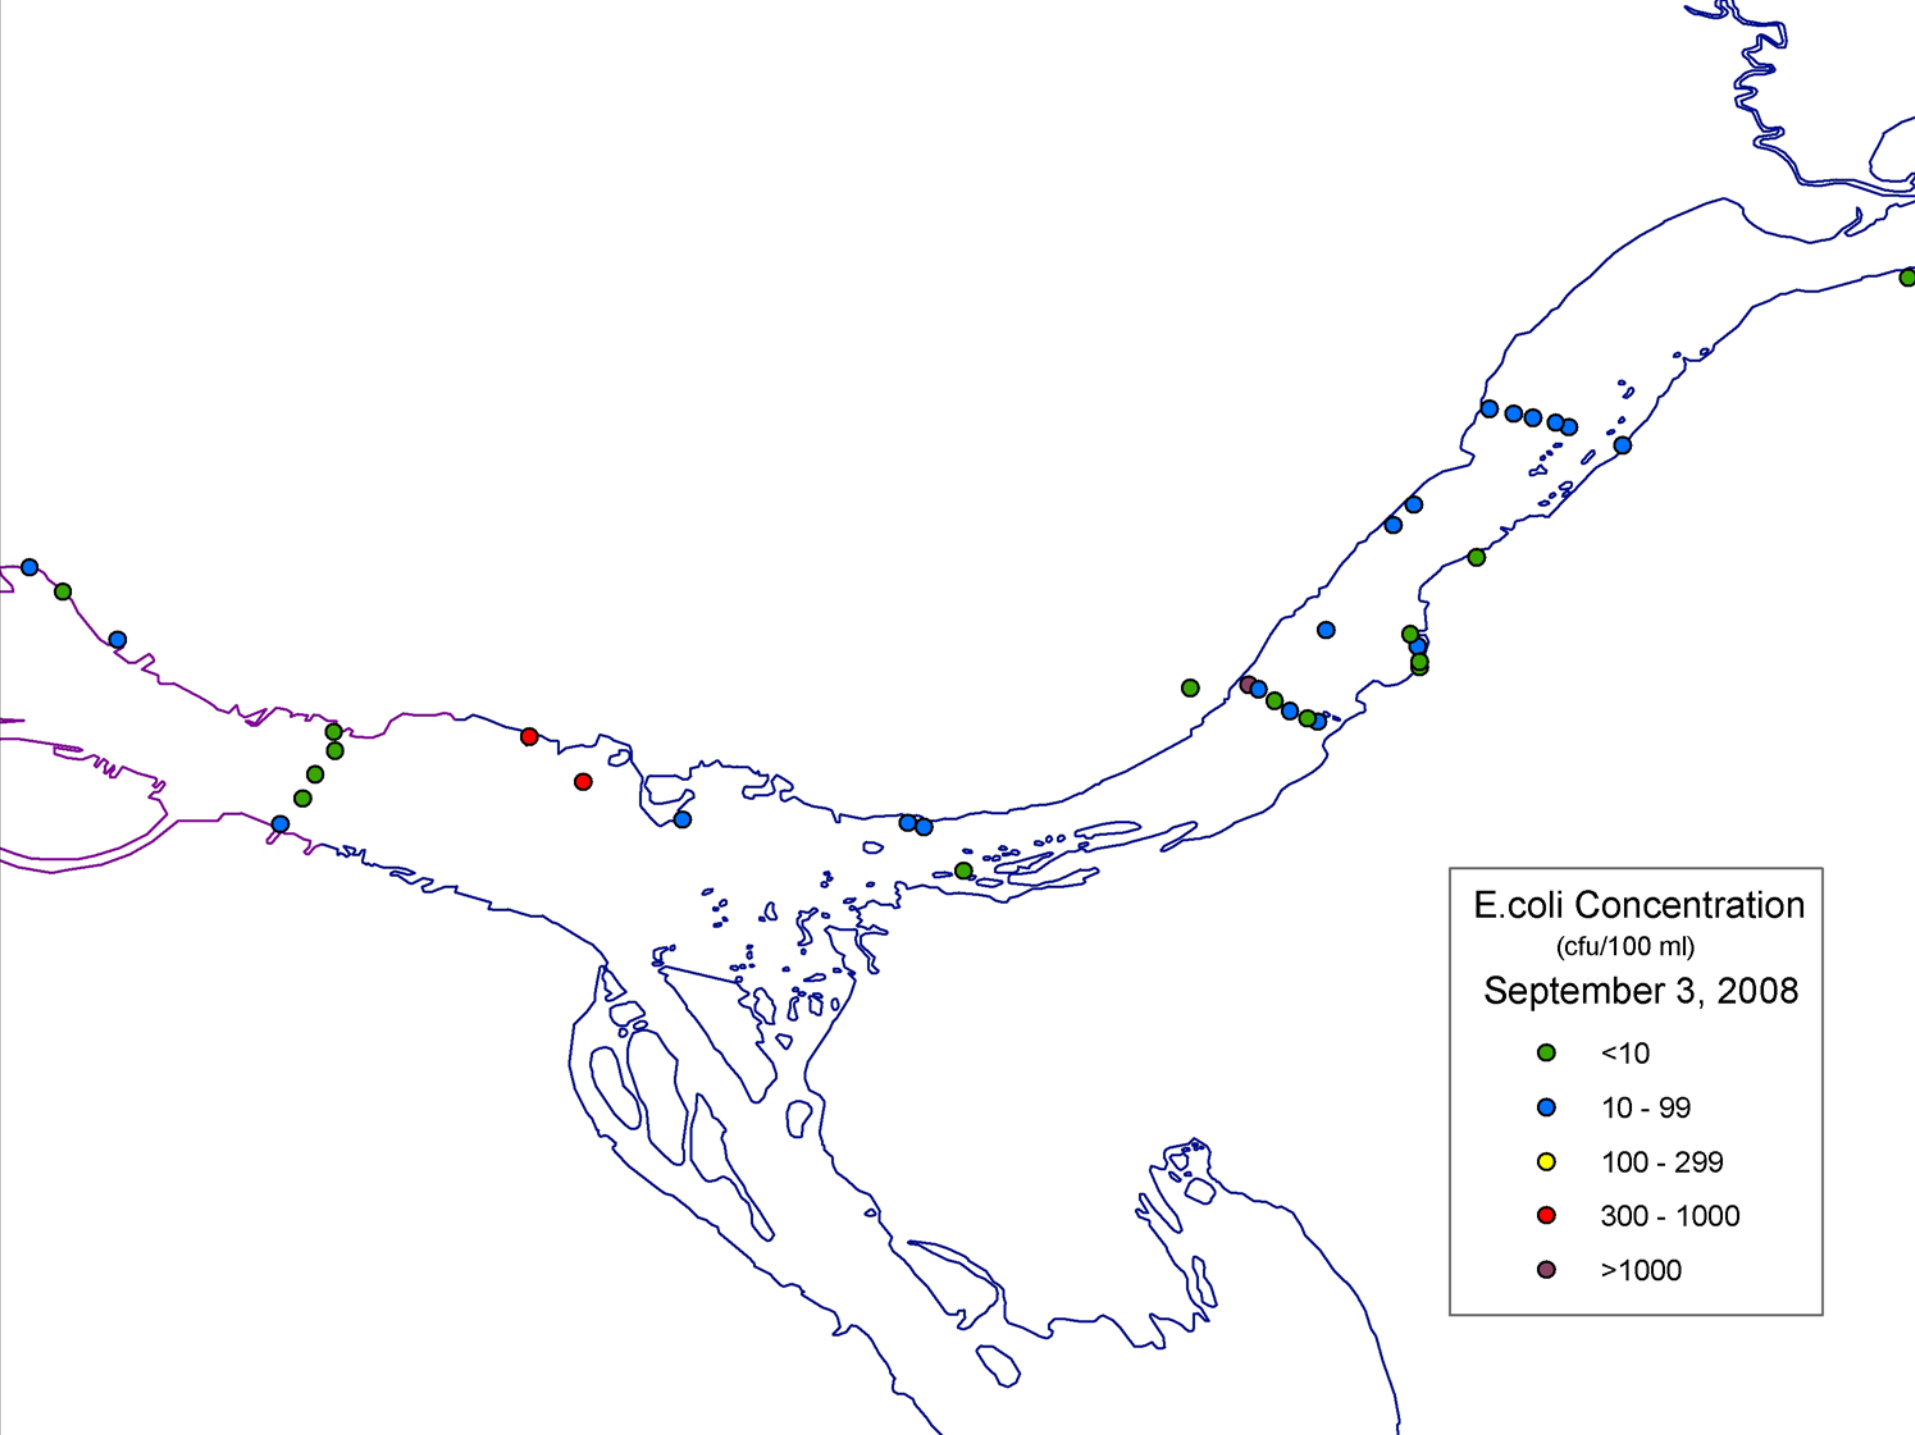 E.coli Concentration
(cfu/100 ml)
September 3, 2008
<10
10 - 99
100 - 299
300 - 1000
>1000